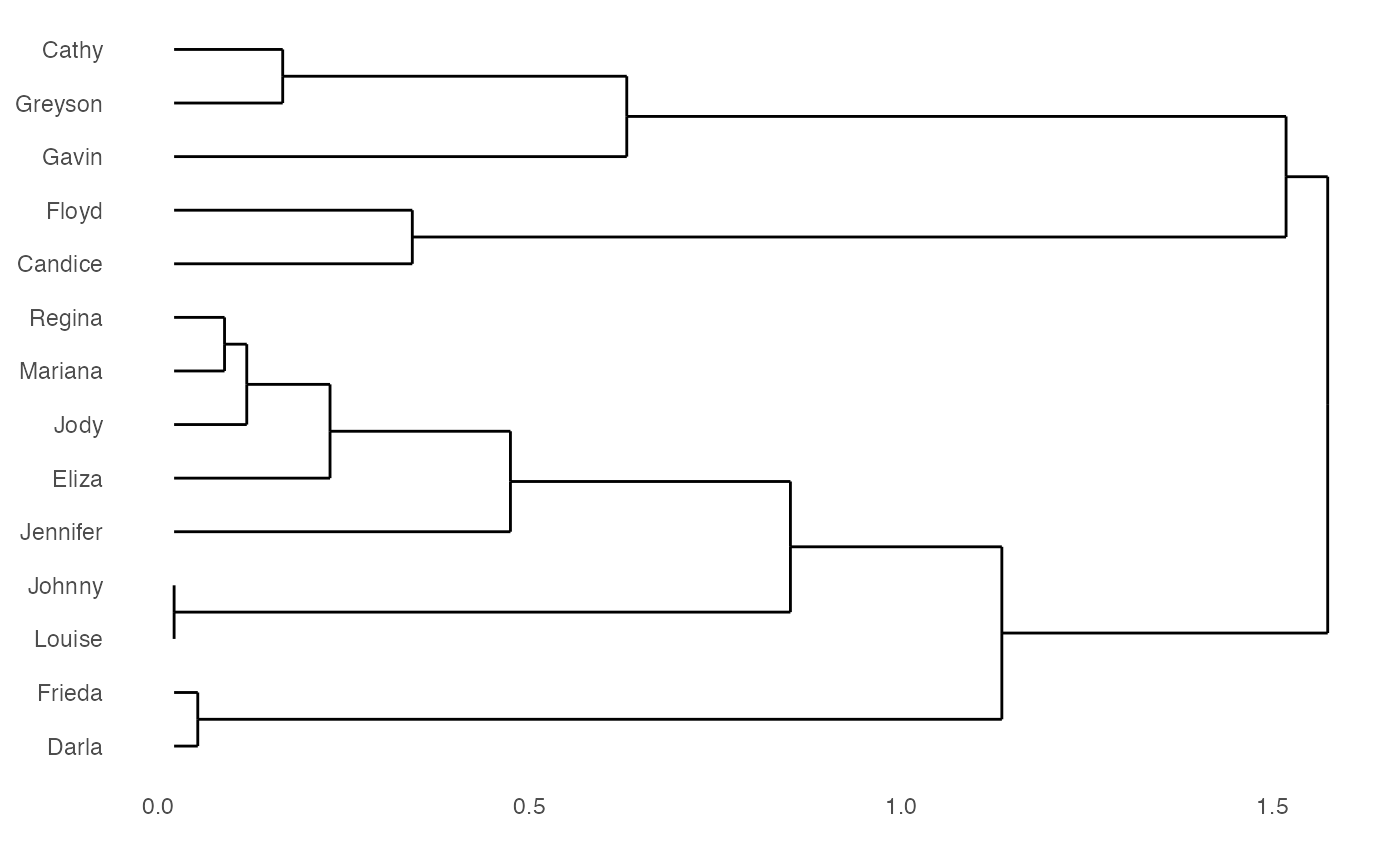 Cathy
Greyson
Gavin
Floyd
Candice
Regina
Mariana
Jody
Eliza
Jennifer
Johnny
Louise
Frieda
Darla
0.0 0.5 1.0 1.5